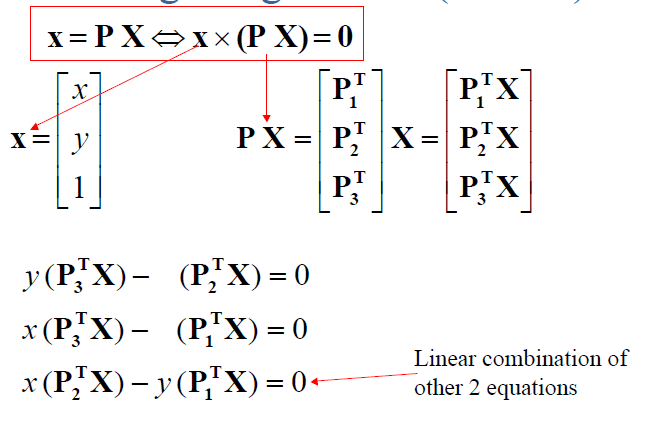 x = P X ⇔ x × (P X) = 0
x = [x y 1]
P X = [P₁ᵀ P₂ᵀ P₃ᵀ] X = [P₁ᵀX P₂ᵀX P₃ᵀX]
y (P₃ᵀX) − (P₂ᵀX) = 0
x (P₃ᵀX) − (P₁ᵀX) = 0
x (P₂ᵀX) − y (P₁ᵀX) = 0
Linear combination of
other 2 equations